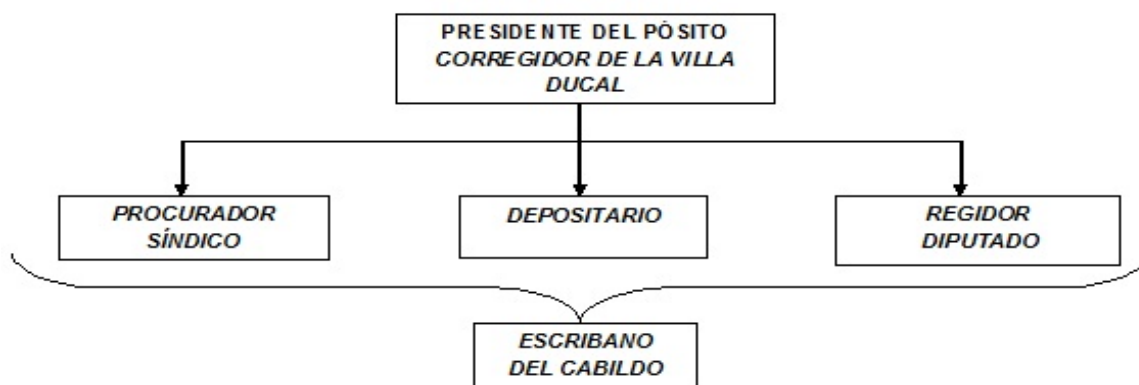 PRESIDENTE DEL PÓSITO
CORREGIDOR DE LA VILLA
DUCAL
PROCURADOR
SÍNDICO
DEPOSITARIO
REGIDOR
DIPUTADO
ESCRIBANO
DEL CABILDO